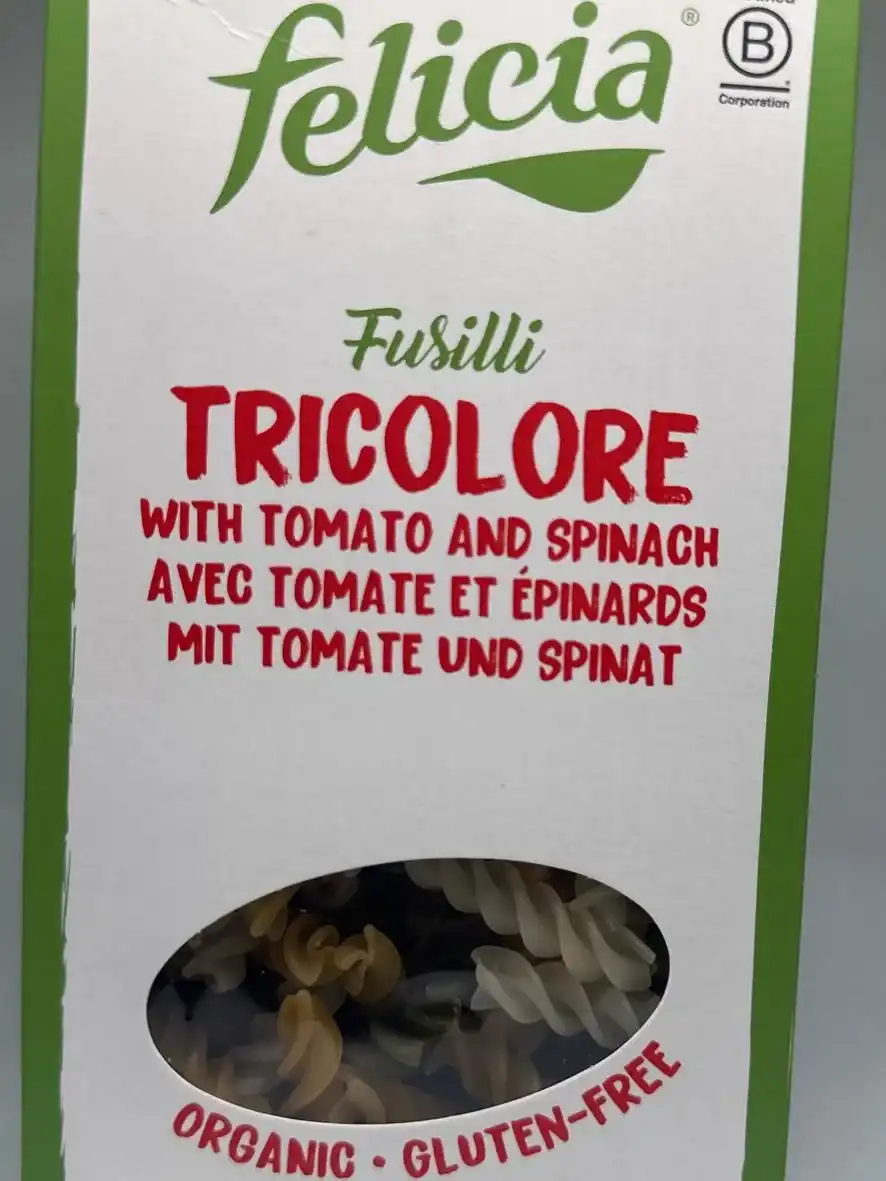 felicia®
B
Corporation
Fusilli
TRICOLORE
WITH TOMATO AND SPINACH
AVEC TOMATE ET ÉPINARDS
MIT TOMATE UND SPINAT
ORGANIC • GLUTEN-FREE